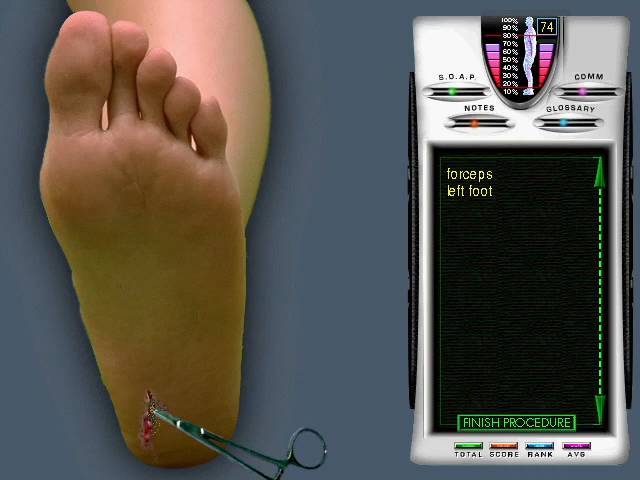 100%
90%
80%
70%
60%
50%
40%
30%
20%
10%
74
S.O.A.P.
COMM
NOTES
GLOSSARY
forceps
left foot
FINISH PROCEDURE
TOTAL SCORE RANK AVG